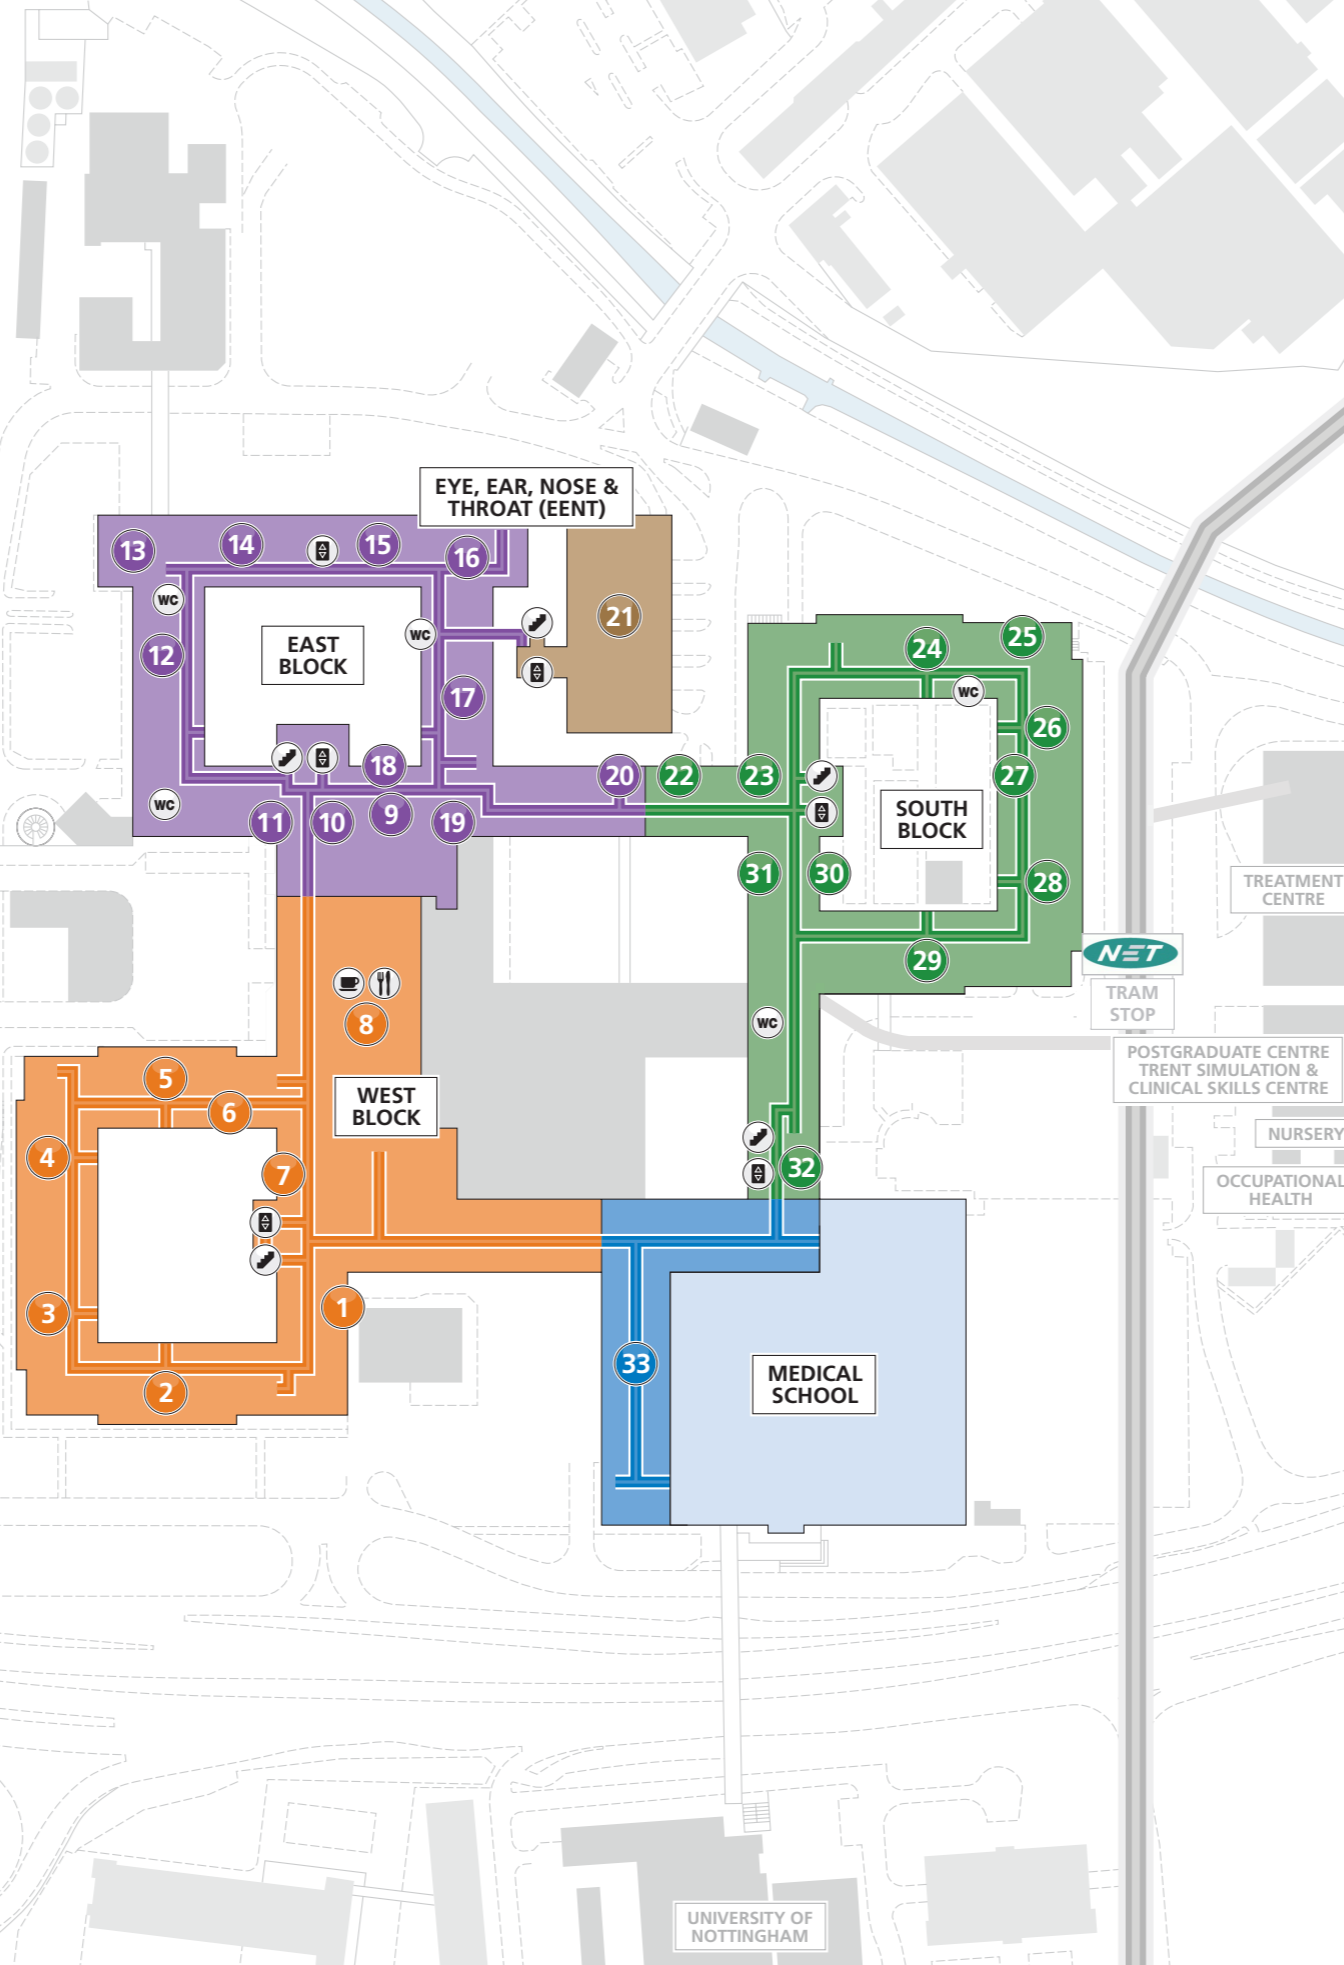 EYE, EAR, NOSE &
THROAT (EENT)
13
14
15
16
WC
21
WC
EAST
BLOCK
12
17
24
25
WC
26
18
20
22
23
27
WC
11
10
9
19
SOUTH
BLOCK
31
30
28
TREATMENT
CENTRE
29
NET
TRAM
STOP
8
WC
POSTGRADUATE CENTRE
TRENT SIMULATION &
CLINICAL SKILLS CENTRE
5
6
WEST
BLOCK
NURSERY
4
7
32
OCCUPATIONAL
HEALTH
3
1
2
33
MEDICAL
SCHOOL
UNIVERSITY OF
NOTTINGHAM